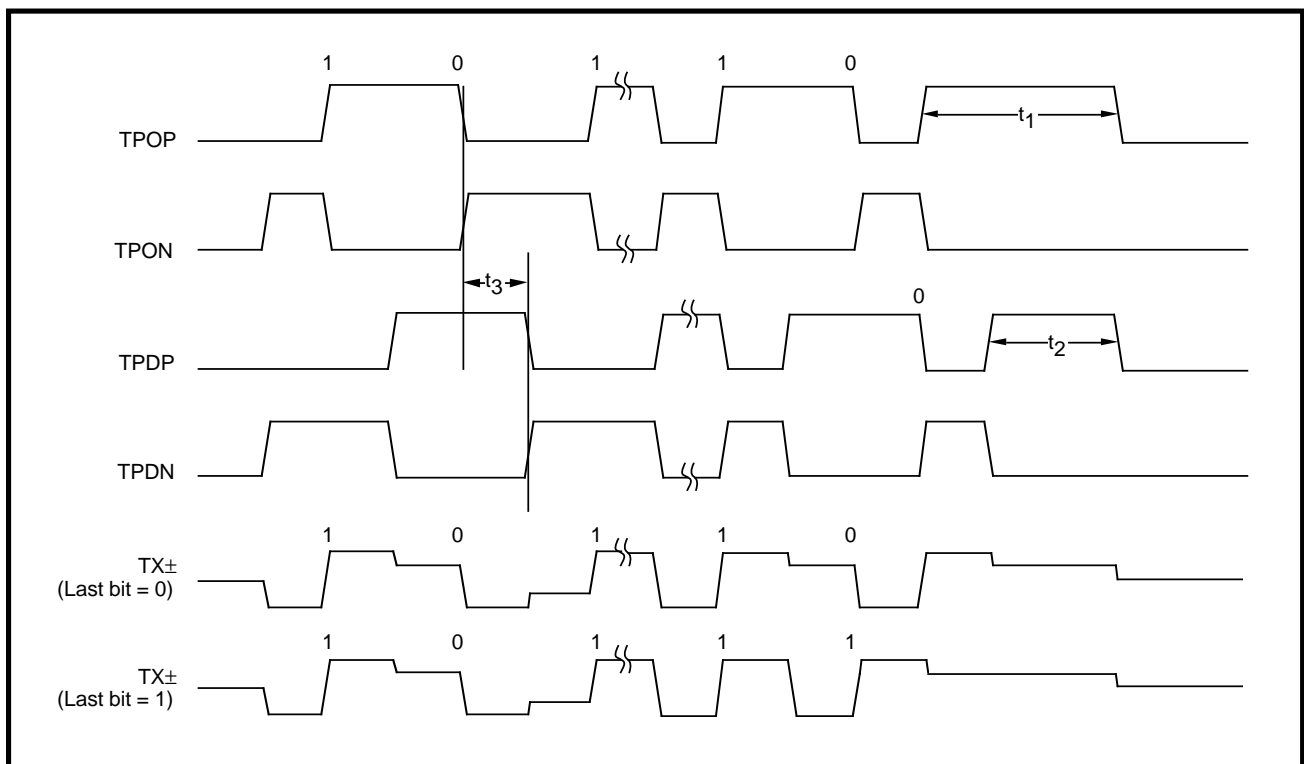 1 0 1 1 0
TPOP
t1
TPON
t3
0
TPDP
t2
TPDN
1 0 1 1 0
TX±
(Last bit = 0)
1 0 1 1 1
TX±
(Last bit = 1)